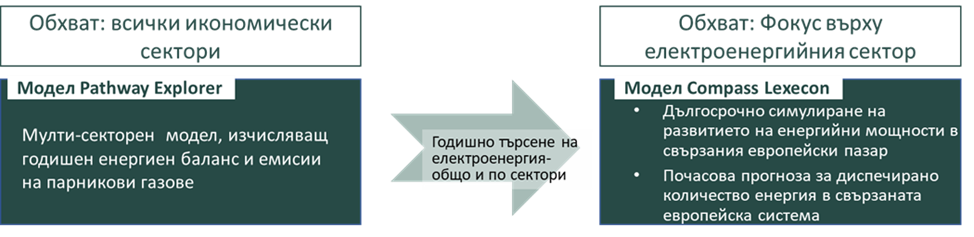 Обхват: всички икономически
сектори
Модел Pathway Explorer
Мулти-секторен модел, изчисляващ
годишен енергиен баланс и емисии
на парникови газове
Годишно търсене на
електроенергия-
общо и по сектори
Обхват: Фокус върху
електроенергийния сектор
Модел Compass Lexecon
• Дългосрочно симулиране на
развитието на енергийни мощности в
свързания европейски пазар
• Почасова прогноза за диспечирано
количество енергия в свързаната
европейска система